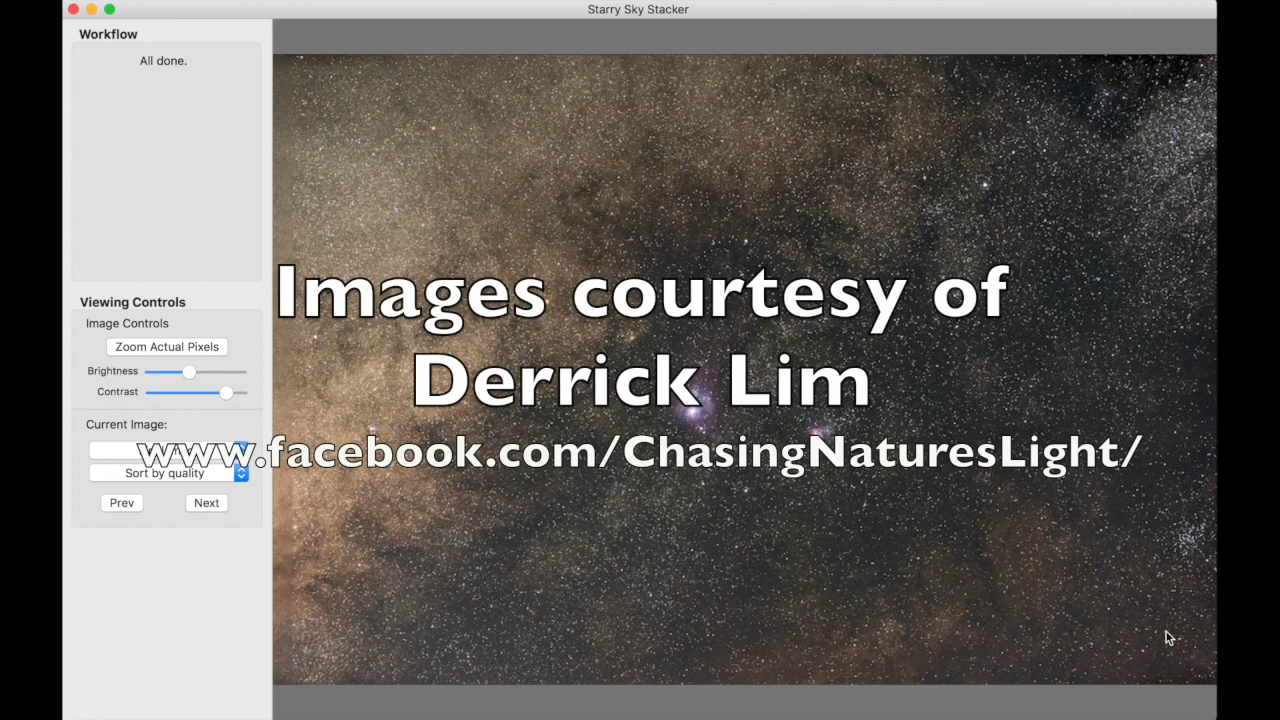 Starry Sky Stacker
Workflow
All done.
Viewing Controls
Image Controls
Zoom Actual Pixels
Brightness
Contrast
Current Image:
Sort by quality
Prev
Next
Images courtesy of
Derrick Lim
www.facebook.com/ChasingNaturesLight/